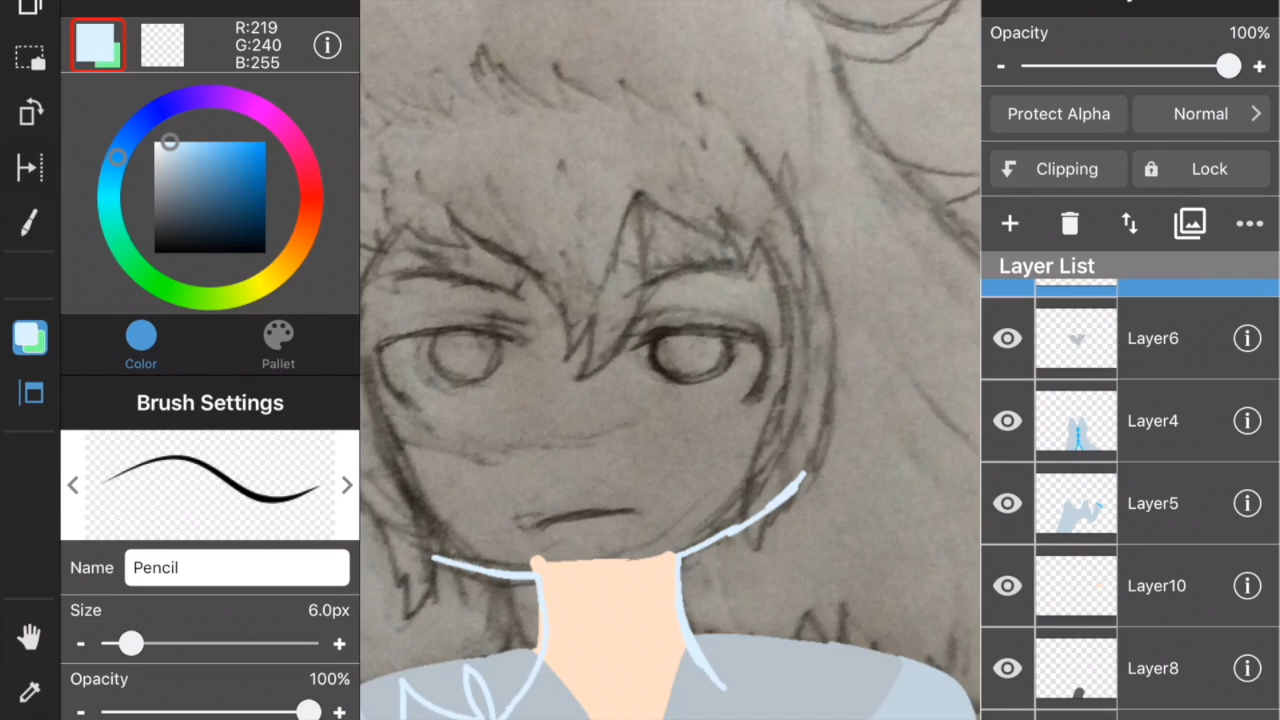 R:219
G:240
B:255
Color
Pallet
Brush Settings
Name
Pencil
Size
6.0px
Opacity
100%
Opacity
100%
Protect Alpha
Normal
Clipping
Lock
Layer List
Layer6
Layer4
Layer5
Layer10
Layer8